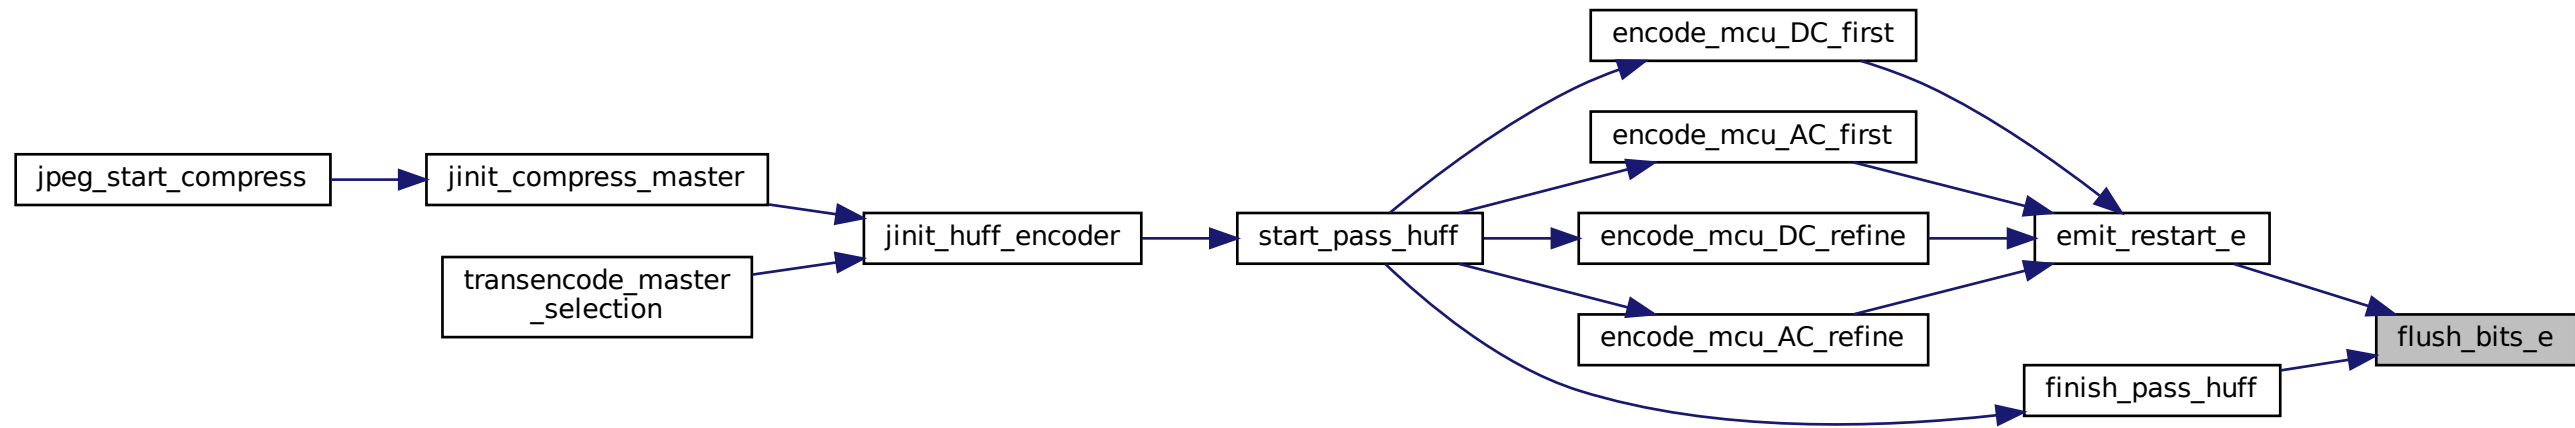 jpeg_start_compress
jinit_compress_master
transencode_master
_selection
jinit_huff_encoder
start_pass_huff
encode_mcu_DC_first
encode_mcu_AC_first
encode_mcu_DC_refine
encode_mcu_AC_refine
emit_restart_e
finish_pass_huff
flush_bits_e